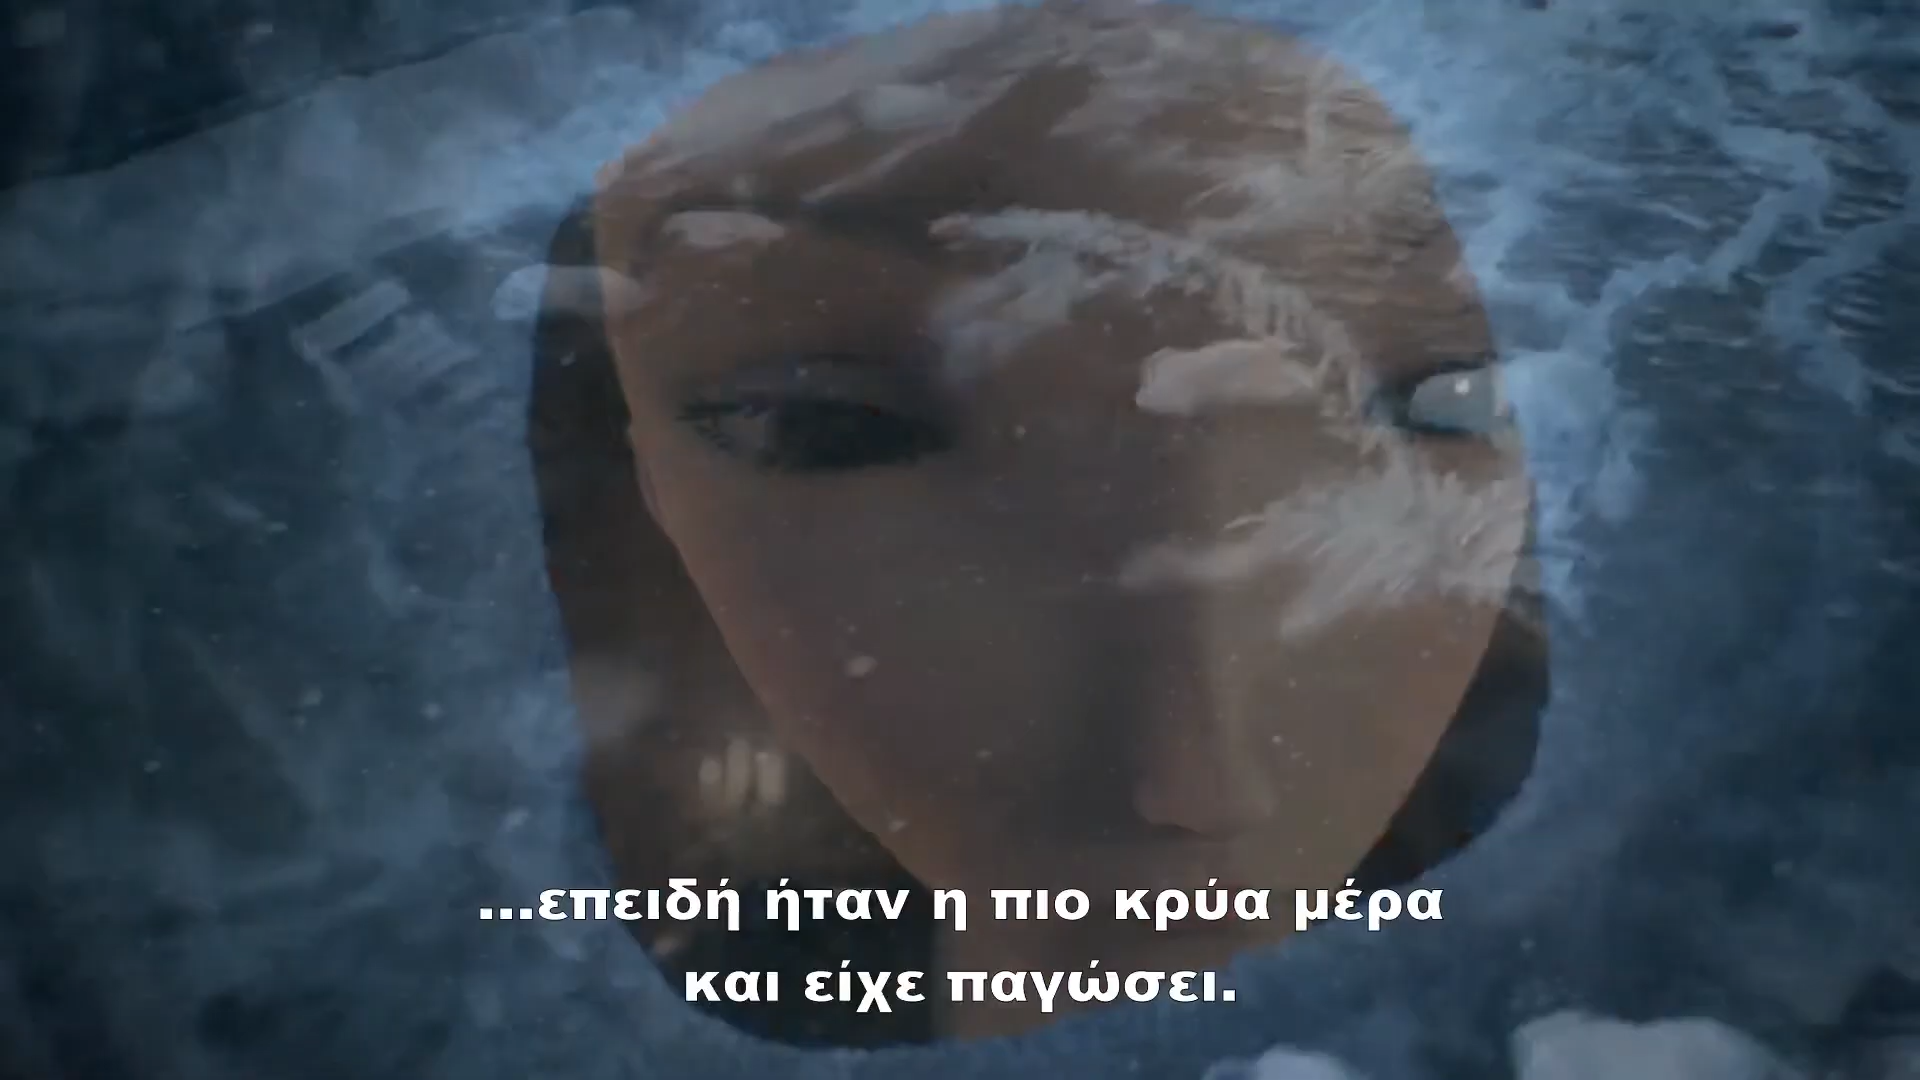 ...επειδή ήταν η πιο κρύα μέρα
και είχε παγώσει.